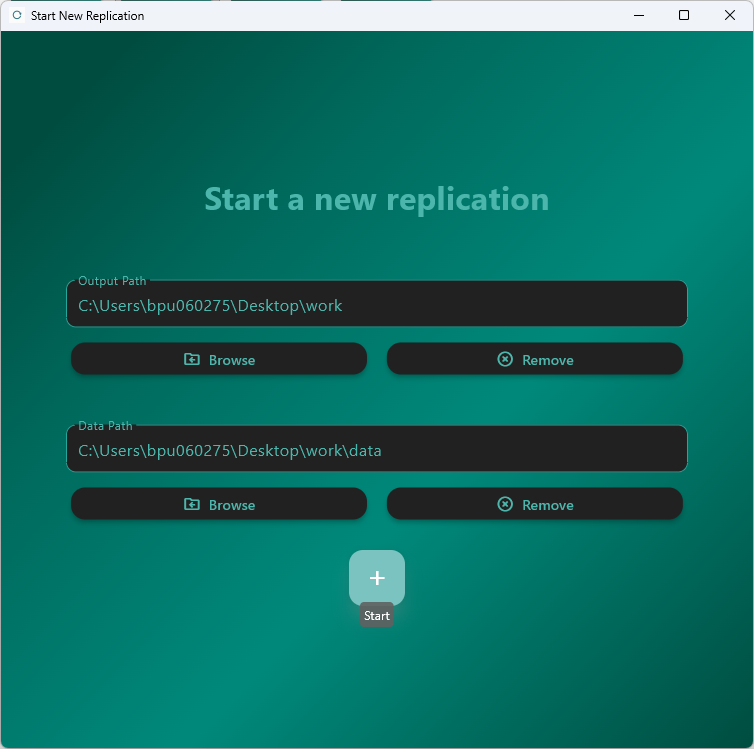 Start New Replication
Start a new replication
Output Path
C:\Users\bpu060275\Desktop\work
Browse
Remove
Data Path
C:\Users\bpu060275\Desktop\work\data
Browse
Remove
+
Start